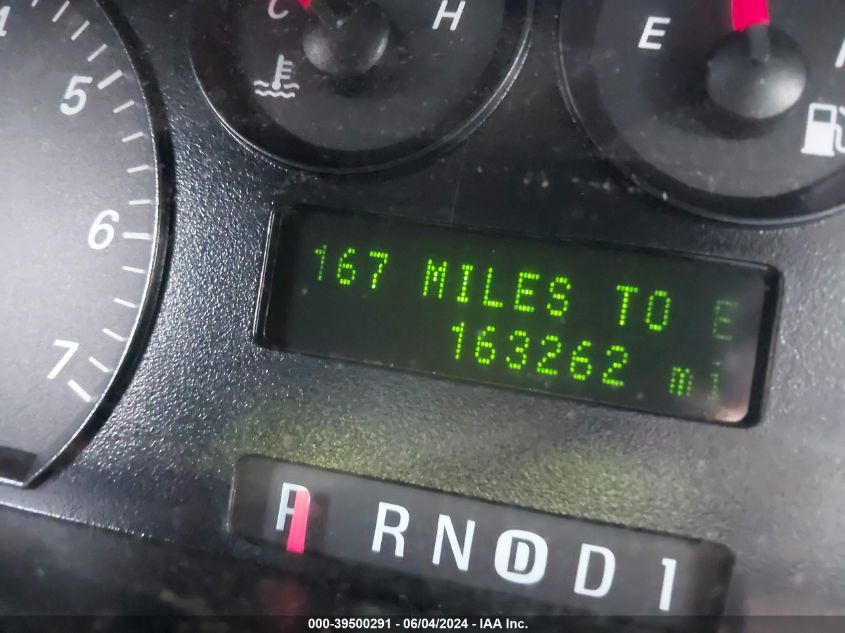 C H
E
5
6
7
167 MILES TO E
163262 mi
P R N D D 1
000-39500291 - 06/04/2024 - IAA Inc.